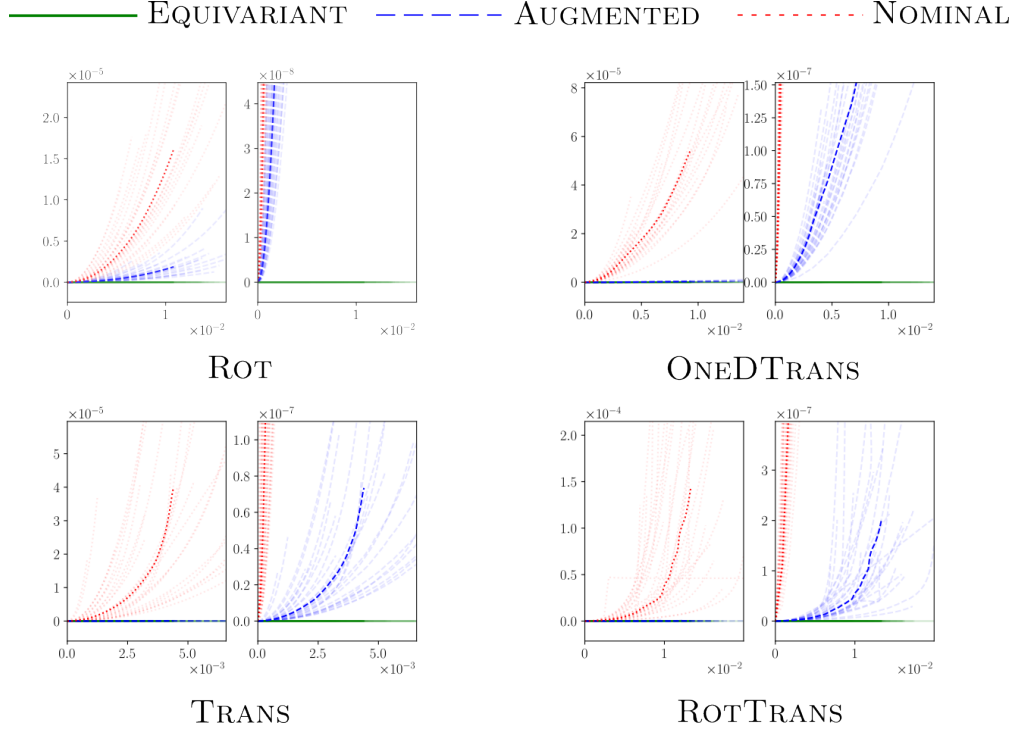 EQUIVARIANT AUGMENTED NOMINAL
×10⁻⁵ ×10⁻⁸ ×10⁻⁵ ×10⁻⁷
2.0 4 8 1.50
1.5 3 6 1.25
1.0 2 4 1.00
0.5 1 2 0.75
0.0 0 0 0.50
0.25
0.00
0 1 0 1 0.0 0.5 1.0 0.0 0.5 1.0
×10⁻² ×10⁻² ×10⁻² ×10⁻²
ROT ONEDTRANS
×10⁻⁵ ×10⁻⁷ ×10⁻⁴ ×10⁻⁷
5 1.0 2.0 3
4 0.8 1.5 2
3 0.6 1.0 1
2 0.4 0.5 0
1 0.2 0.0
0 0.0
0.0 2.5 5.0 0.0 2.5 5.0 0 1 0 1
×10⁻³ ×10⁻³ ×10⁻² ×10⁻²
TRANS ROTTRANS